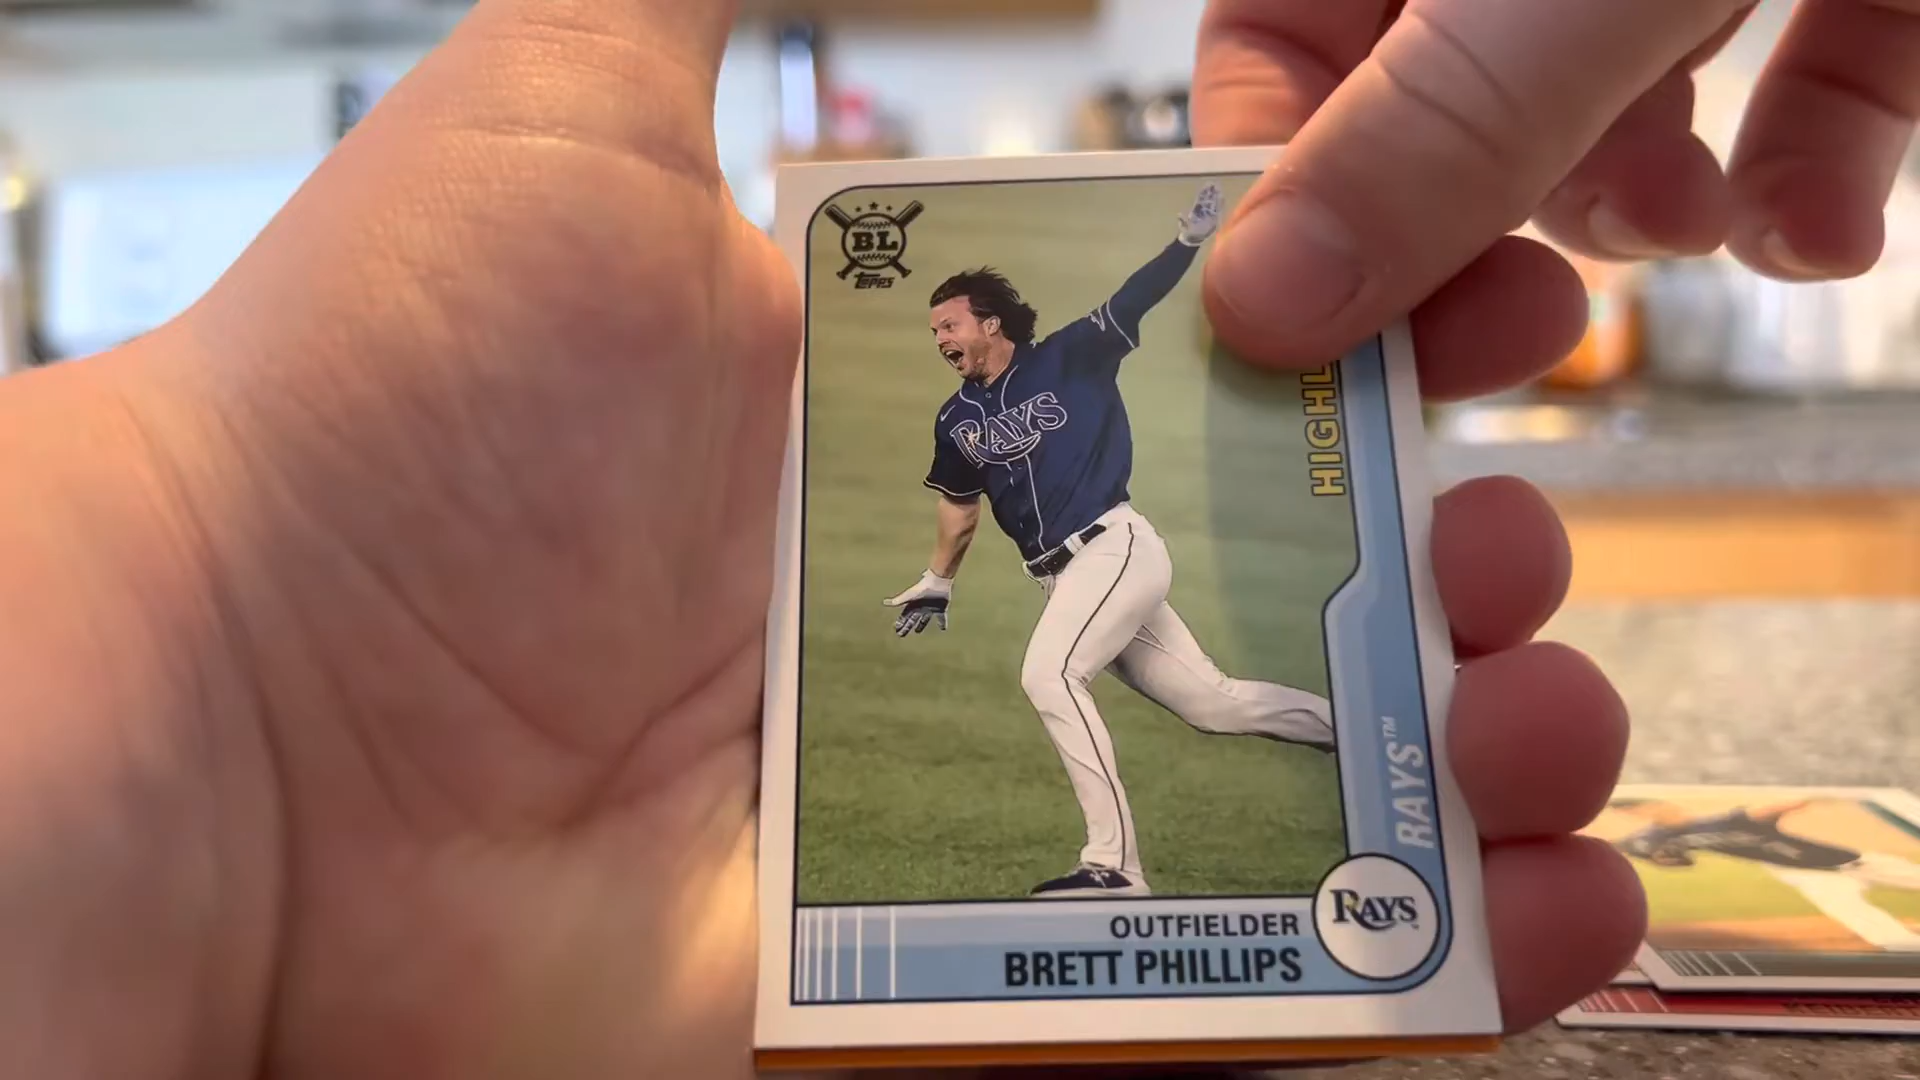 BL
Topps
RAYS
HIGHL
RAYS™
RAYS
OUTFIELDER
BRETT PHILLIPS